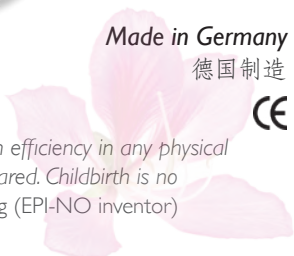 Made in Germany
德国制造
CE
efficiency in any physical
ared. Childbirth is no
g (EPI-NO inventor)